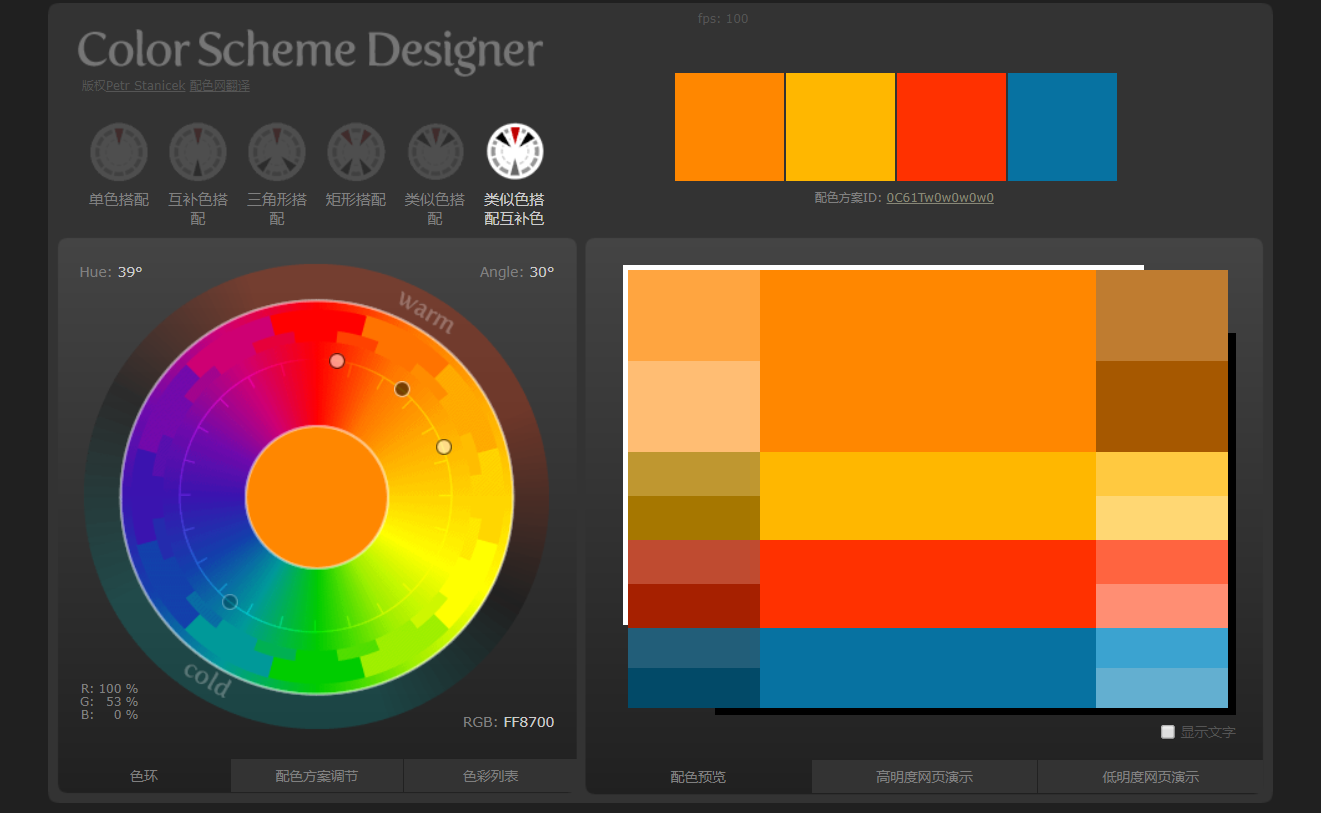 fps: 100
Color Scheme Designer
版权Petr Stanicek 配色网翻译
单色搭配
互补色搭
配
三角形搭
配
矩形搭配
类似色搭
配
类似色搭
配互补色
配色方案ID: 0C61Tw0w0w0w0
Hue: 39°
Angle: 30°
warm
cold
R: 100 %
G: 53 %
B: 0 %
RGB: FF8700
显示文字
色环
配色方案调节
色彩列表
配色预览
高明度网页演示
低明度网页演示